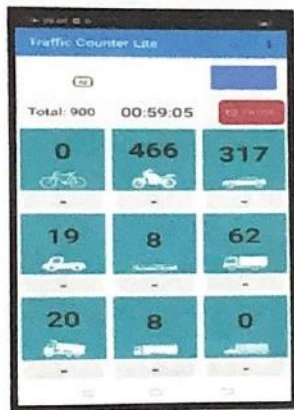 Traffic Counter Lite
Total: 900 00:59:05
0 466 317
- - -
19 8 62
- - -
20 8 0
- - -